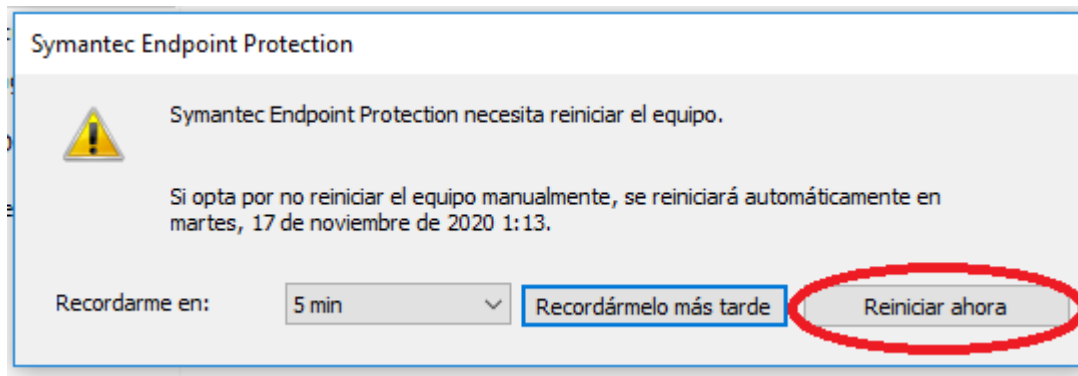 Symantec Endpoint Protection
Symantec Endpoint Protection necesita reiniciar el equipo.
Si opta por no reiniciar el equipo manualmente, se reiniciará automáticamente en
martes, 17 de noviembre de 2020 1:13.
Recordarme en: 5 min Recordármelo más tarde Reiniciar ahora